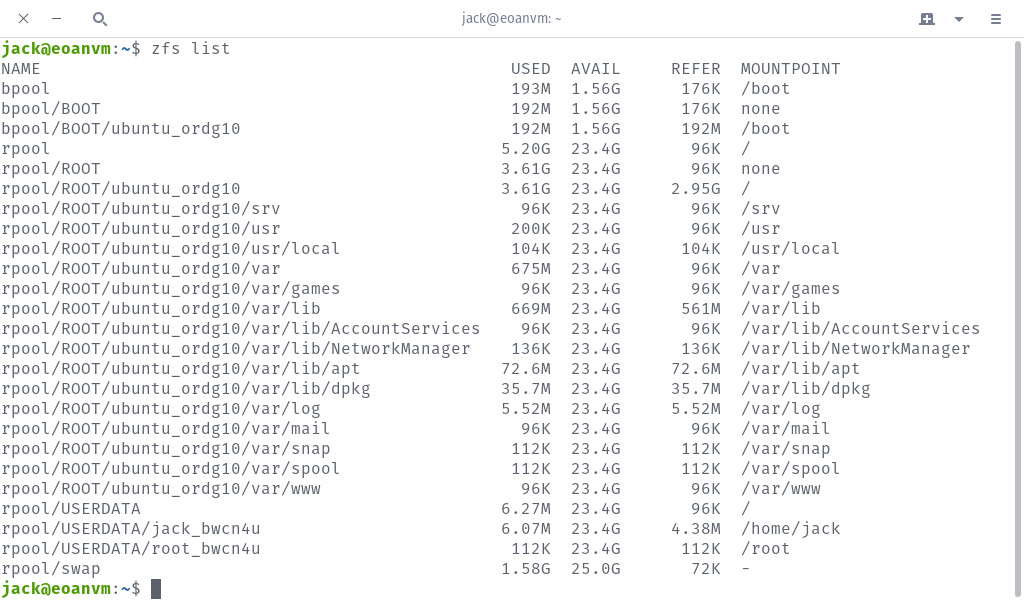 jack@eoanvm: ~
jack@eoanvm:~$ zfs list
NAME                                               USED  AVAIL     REFER  MOUNTPOINT
bpool                                              193M  1.56G      176K  /boot
bpool/BOOT                                         192M  1.56G      176K  none
bpool/BOOT/ubuntu_ordg10                           192M  1.56G      192M  /boot
rpool                                             5.20G  23.4G       96K  /
rpool/ROOT                                        3.61G  23.4G       96K  none
rpool/ROOT/ubuntu_ordg10                          3.61G  23.4G     2.95G  /
rpool/ROOT/ubuntu_ordg10/srv                        96K  23.4G       96K  /srv
rpool/ROOT/ubuntu_ordg10/usr                       200K  23.4G       96K  /usr
rpool/ROOT/ubuntu_ordg10/usr/local                 104K  23.4G      104K  /usr/local
rpool/ROOT/ubuntu_ordg10/var                       675M  23.4G       96K  /var
rpool/ROOT/ubuntu_ordg10/var/games                  96K  23.4G       96K  /var/games
rpool/ROOT/ubuntu_ordg10/var/lib                   669M  23.4G      561M  /var/lib
rpool/ROOT/ubuntu_ordg10/var/lib/AccountServices    96K  23.4G       96K  /var/lib/AccountServices
rpool/ROOT/ubuntu_ordg10/var/lib/NetworkManager    136K  23.4G      136K  /var/lib/NetworkManager
rpool/ROOT/ubuntu_ordg10/var/lib/apt              72.6M  23.4G     72.6M  /var/lib/apt
rpool/ROOT/ubuntu_ordg10/var/lib/dpkg             35.7M  23.4G     35.7M  /var/lib/dpkg
rpool/ROOT/ubuntu_ordg10/var/log                  5.52M  23.4G     5.52M  /var/log
rpool/ROOT/ubuntu_ordg10/var/mail                   96K  23.4G       96K  /var/mail
rpool/ROOT/ubuntu_ordg10/var/snap                  112K  23.4G      112K  /var/snap
rpool/ROOT/ubuntu_ordg10/var/spool                 112K  23.4G      112K  /var/spool
rpool/ROOT/ubuntu_ordg10/var/www                    96K  23.4G       96K  /var/www
rpool/USERDATA                                    6.27M  23.4G       96K  /
rpool/USERDATA/jack_bwcn4u                        6.07M  23.4G     4.38M  /home/jack
rpool/USERDATA/root_bwcn4u                         112K  23.4G      112K  /root
rpool/swap                                        1.58G  25.0G       72K  -
jack@eoanvm:~$